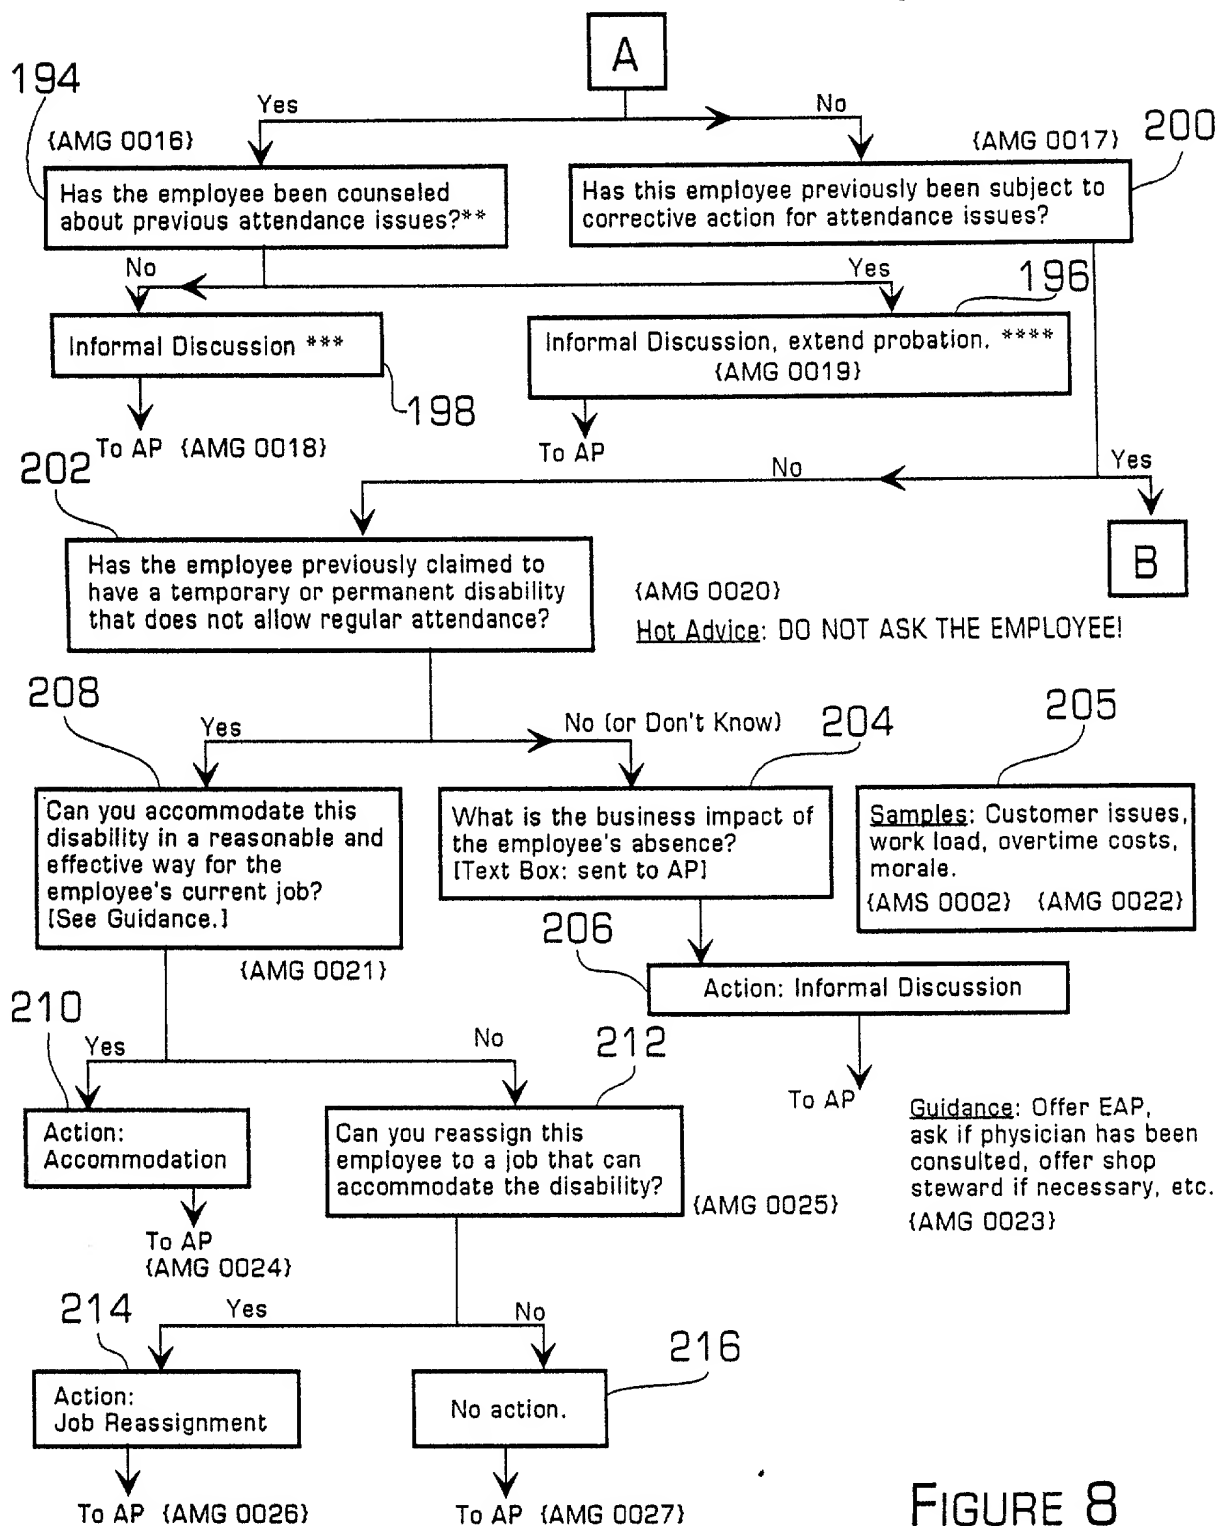 A
194
Yes
No
200
{AMG 0016}
{AMG 0017}
Has the employee been counseled
about previous attendance issues?**
Has this employee previously been subject to
corrective action for attendance issues?
No
Yes
196
Informal Discussion ***
Informal Discussion, extend probation. ****
{AMG 0019}
198
To AP {AMG 0018}
To AP
202
No
Yes
B
Has the employee previously claimed to
have a temporary or permanent disability
that does not allow regular attendance?
{AMG 0020}
Hot Advice: DO NOT ASK THE EMPLOYEE!
208
Yes
No (or Don't Know)
204
205
Can you accommodate this
disability in a reasonable and
effective way for the
employee's current job?
[See Guidance.]
What is the business impact of
the employee's absence?
[Text Box: sent to AP]
Samples: Customer issues,
work load, overtime costs,
morale.
{AMS 0002} {AMG 0022}
206
{AMG 0021}
Action: Informal Discussion
210
Yes
No
212
To AP
Action:
Accommodation
Can you reassign this
employee to a job that can
accommodate the disability?
Guidance: Offer EAP,
ask if physician has been
consulted, offer shop
steward if necessary, etc.
{AMG 0023}
{AMG 0025}
To AP
{AMG 0024}
214
Yes
No
216
Action:
Job Reassignment
No action.
To AP {AMG 0026}
To AP {AMG 0027}
FIGURE 8